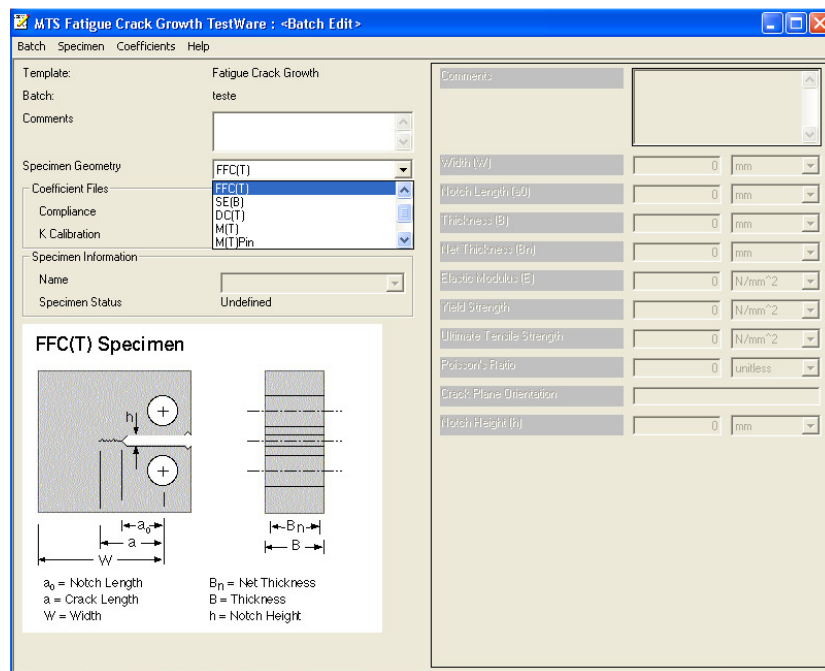 MTS Fatigue Crack Growth TestWare : <Batch Edit>
Batch Specimen Coefficients Help
Template: Fatigue Crack Growth
Batch: teste
Comments
Specimen Geometry FFC(T)
FFC(T)
SE(B)
DC(T)
M(T)
M(T)Pin
Coefficient Files
Compliance
K Calibration
Specimen Information
Name
Specimen Status Undefined
FFC(T) Specimen
h
a₀
a
W
Bn
B
a₀ = Notch Length
a = Crack Length
W = Width
Bn = Net Thickness
B = Thickness
h = Notch Height
Comments
Width (W) 0 mm
Notch Length (a0) 0 mm
Thickness (B) 0 mm
Net Thickness (Bn) 0 mm
Elastic Modulus (E) 0 N/mm^2
Yield Strength 0 N/mm^2
Ultimate Tensile Strength 0 N/mm^2
Poisson's Ratio 0 unitless
Crack Plane Orientation
Notch Height (h) 0 mm